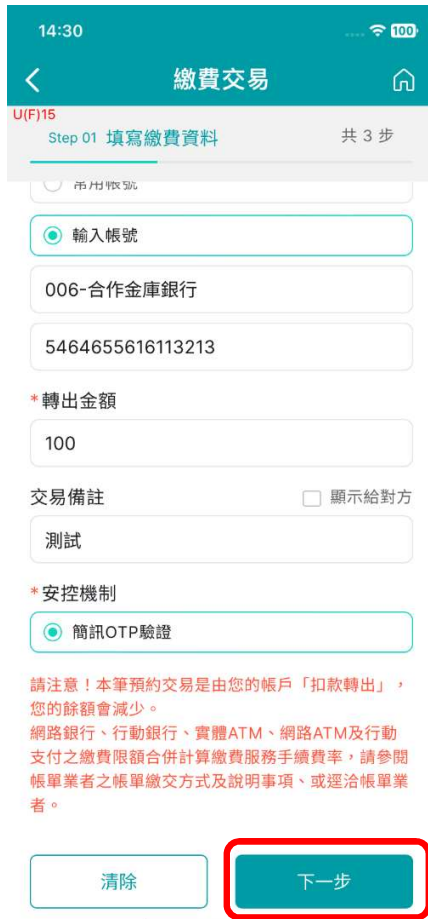 14:30
100
繳費交易
U(F)15
Step 01 填寫繳費資料
共 3 步
常用帳號
輸入帳號
006-合作金庫銀行
5464655616113213
*轉出金額
100
交易備註
顯示給對方
測試
*安控機制
簡訊OTP驗證
請注意！本筆預約交易是由您的帳戶「扣款轉出」，
您的餘額會減少。
網路銀行、行動銀行、實體ATM、網路ATM及行動
支付之繳費限額合併計算繳費服務手續費率，請參閱
帳單業者之帳單繳交方式及說明事項、或逕洽帳單業
者。
清除
下一步